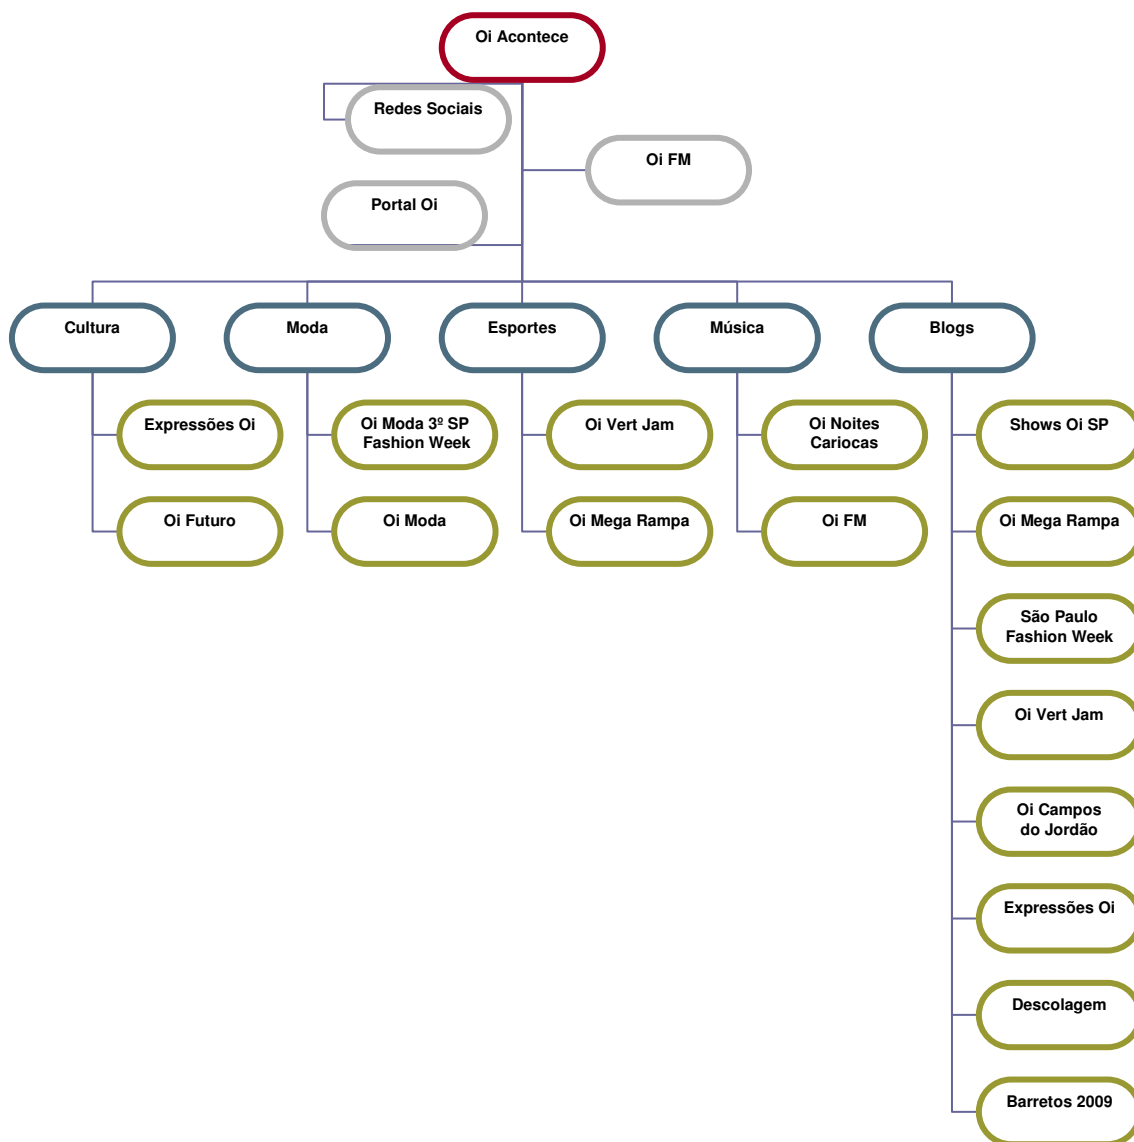 Oi Acontece
Redes Sociais
Oi FM
Portal Oi
Cultura
Moda
Esportes
Música
Blogs
Expressões Oi
Oi Moda 3º SP
Fashion Week
Oi Vert Jam
Oi Noites
Cariocas
Shows Oi SP
Oi Futuro
Oi Moda
Oi Mega Rampa
Oi FM
Oi Mega Rampa
São Paulo
Fashion Week
Oi Vert Jam
Oi Campos
do Jordão
Expressões Oi
Descolagem
Barretos 2009